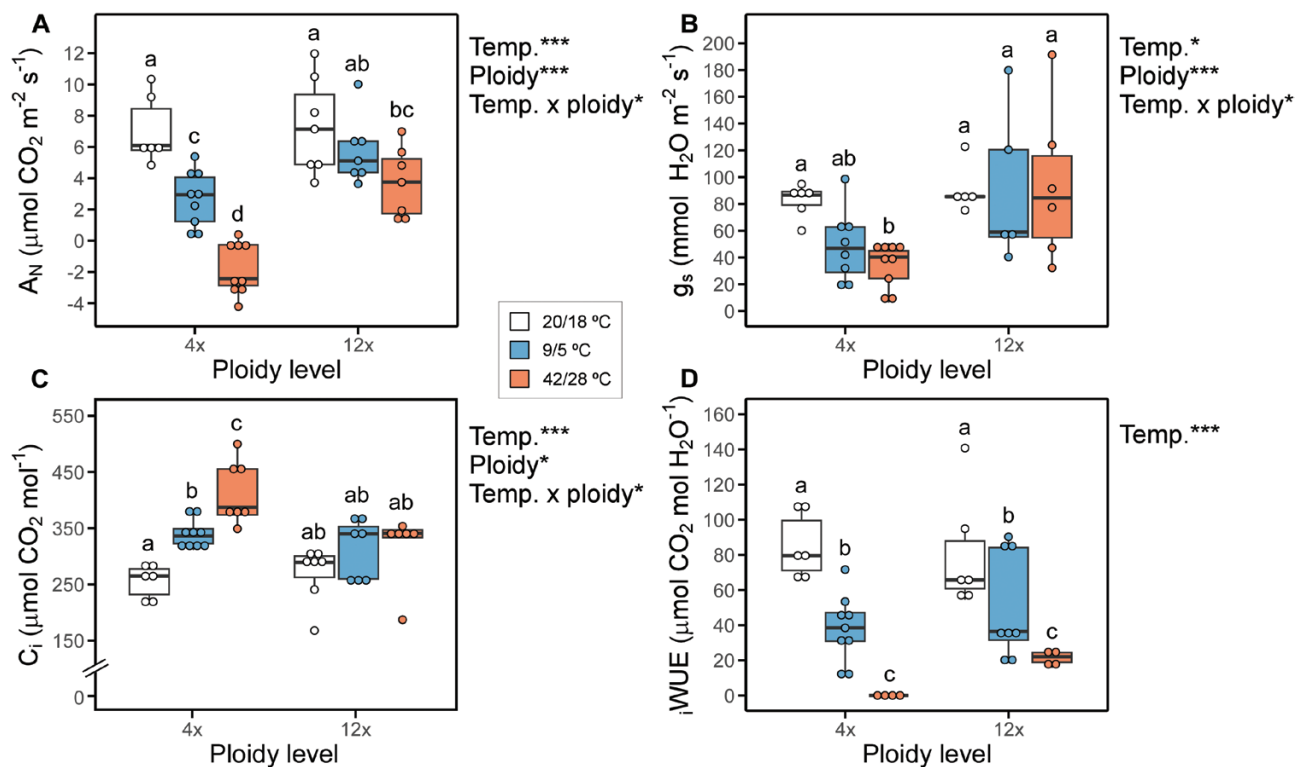 A
A_N (μmol CO₂ m⁻² s⁻¹)
12
10
8
6
4
2
0
-2
-4
a
c
d
a
ab
bc
4x
12x
Ploidy level
Temp.***
Ploidy***
Temp. x ploidy*
B
gₛ (mmol H₂O m⁻² s⁻¹)
200
180
160
140
120
100
80
60
40
20
0
a
ab
b
a
a
a
4x
12x
Ploidy level
Temp.*
Ploidy***
Temp. x ploidy*
20/18 ºC
9/5 ºC
42/28 ºC
C
Cᵢ (μmol CO₂ mol⁻¹)
550
450
350
250
150
0
a
b
c
ab
ab
ab
4x
12x
Ploidy level
Temp.***
Ploidy*
Temp. x ploidy*
D
ᵢWUE (μmol CO₂ mol H₂O⁻¹)
160
140
120
100
80
60
40
20
0
a
b
c
a
b
c
4x
12x
Ploidy level
Temp.***